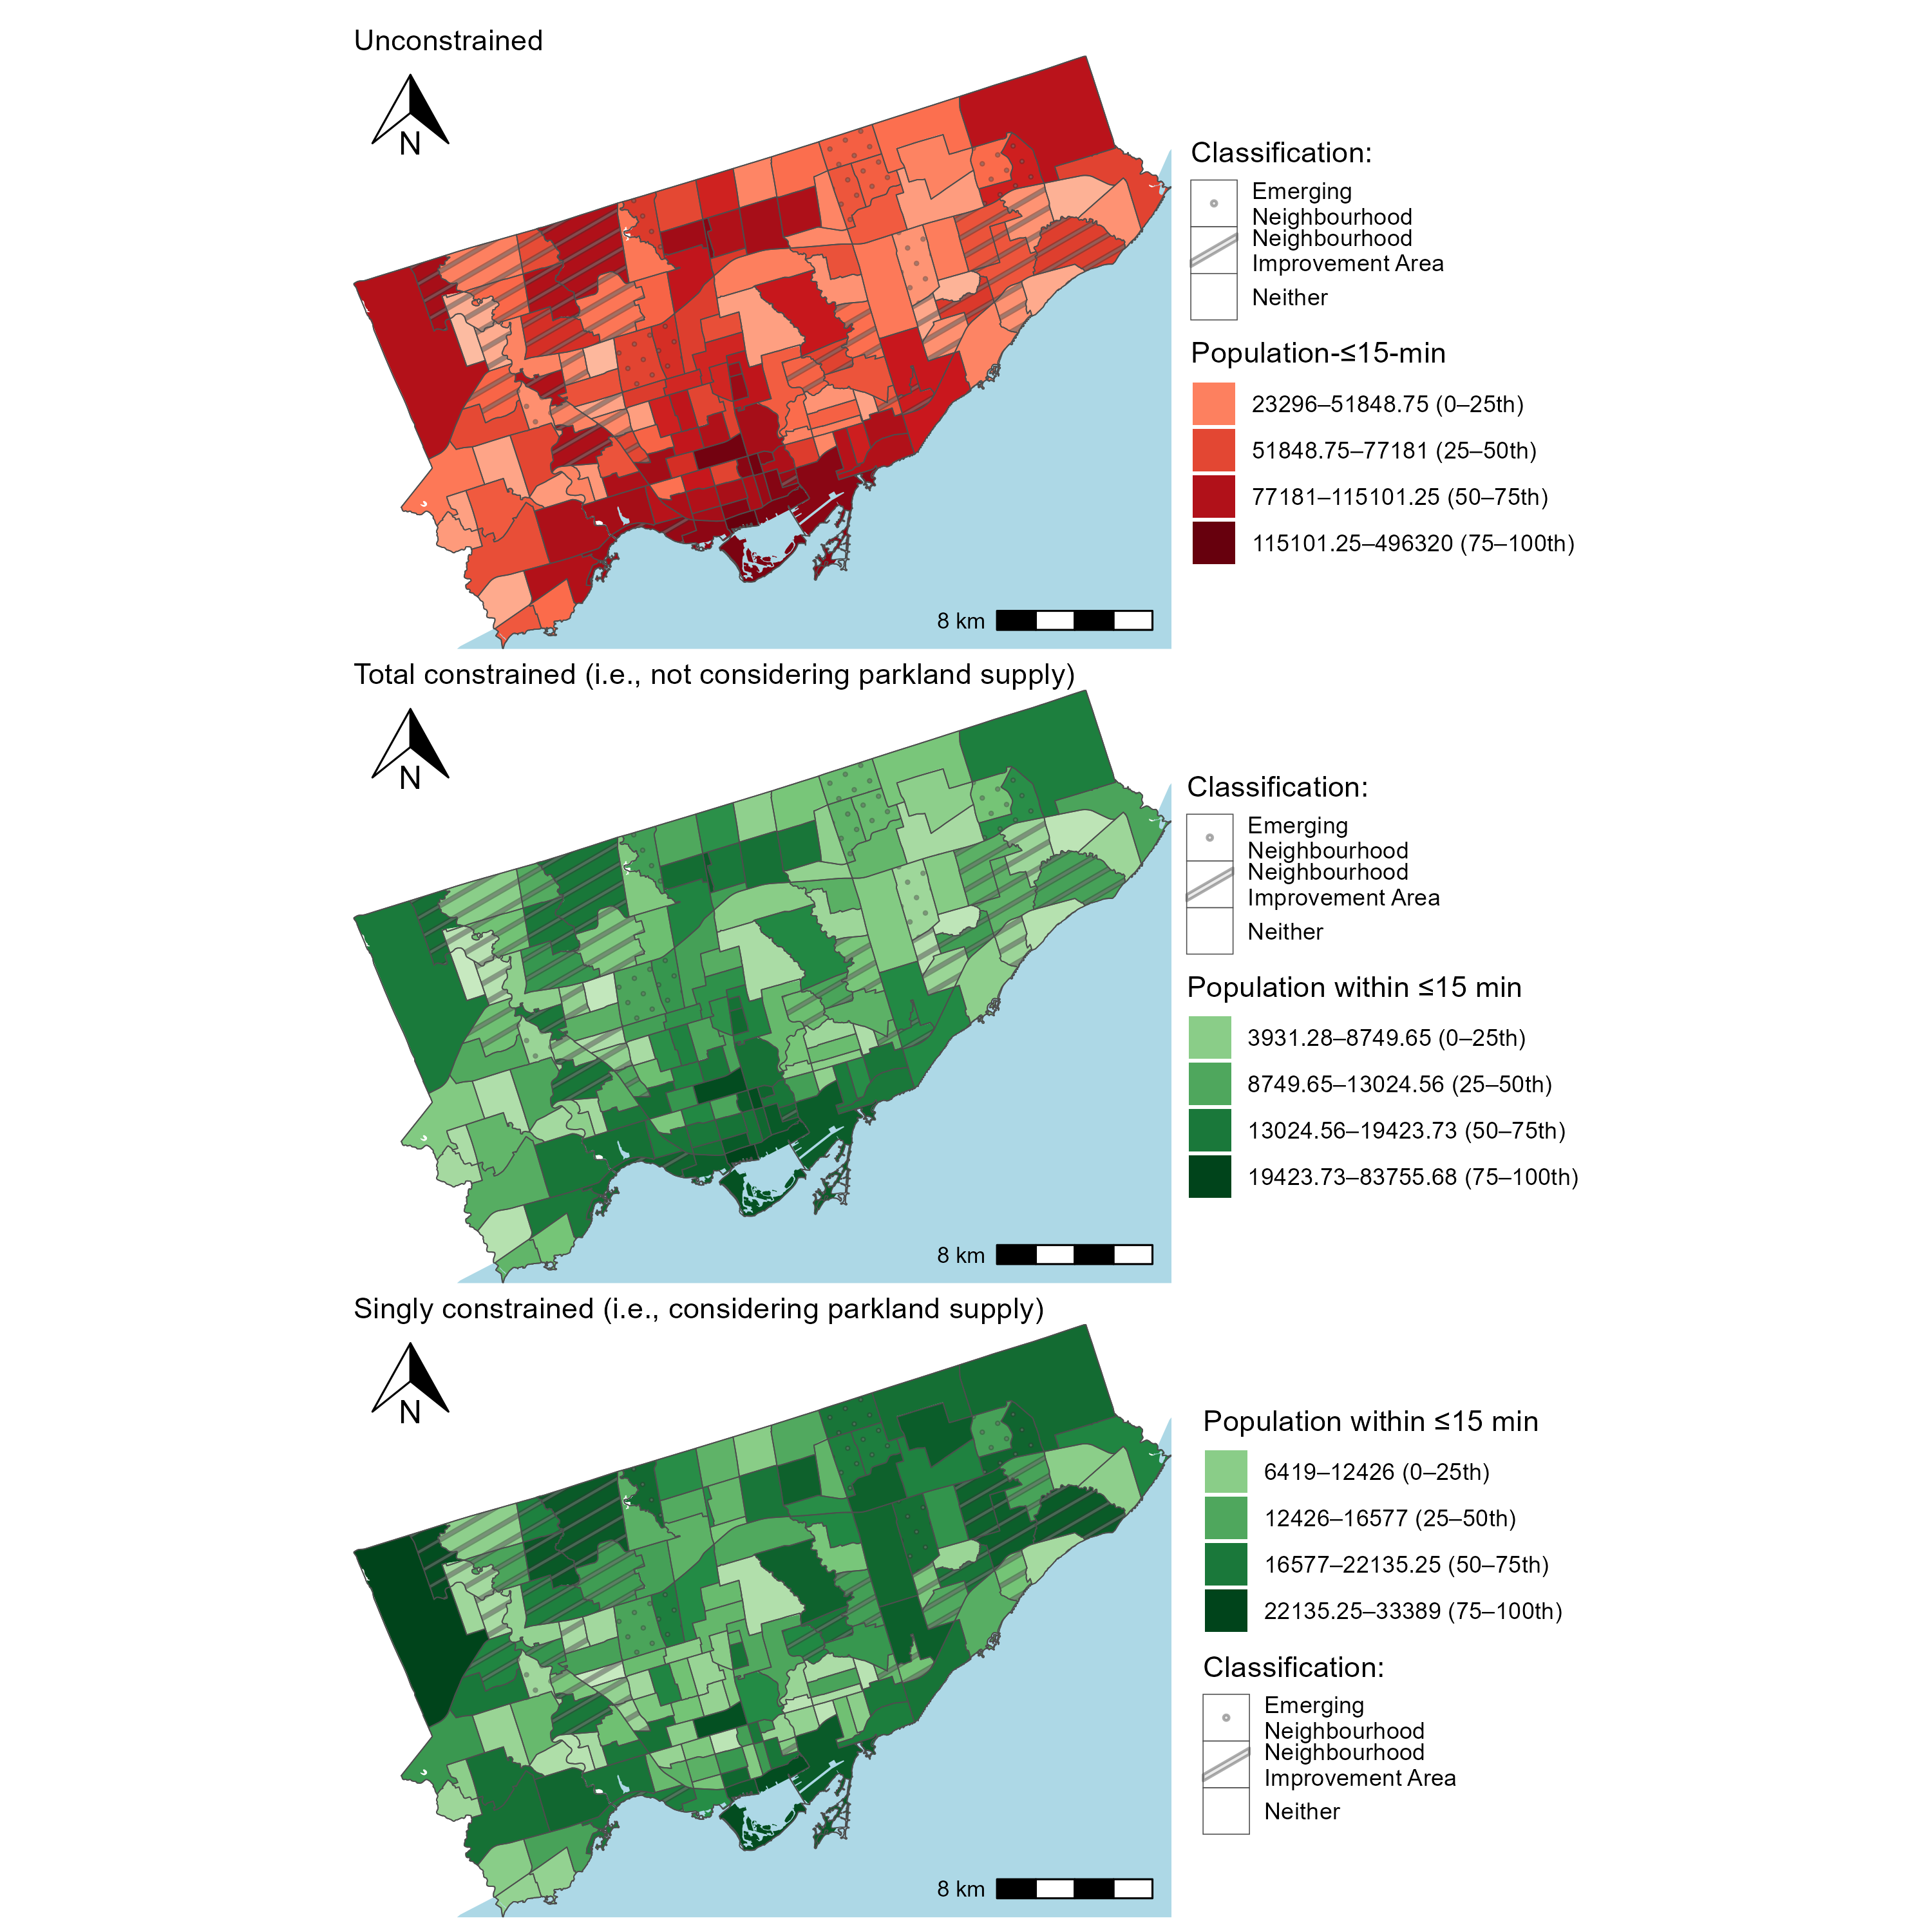 Unconstrained
N
Classification:
Emerging
Neighbourhood
Neighbourhood
Improvement Area
Neither
Population-≤15-min
23296–51848.75 (0–25th)
51848.75–77181 (25–50th)
77181–115101.25 (50–75th)
115101.25–496320 (75–100th)
8 km
Total constrained (i.e., not considering parkland supply)
N
Classification:
Emerging
Neighbourhood
Neighbourhood
Improvement Area
Neither
Population within ≤15 min
3931.28–8749.65 (0–25th)
8749.65–13024.56 (25–50th)
13024.56–19423.73 (50–75th)
19423.73–83755.68 (75–100th)
8 km
Singly constrained (i.e., considering parkland supply)
N
Population within ≤15 min
6419–12426 (0–25th)
12426–16577 (25–50th)
16577–22135.25 (50–75th)
22135.25–33389 (75–100th)
Classification:
Emerging
Neighbourhood
Neighbourhood
Improvement Area
Neither
8 km